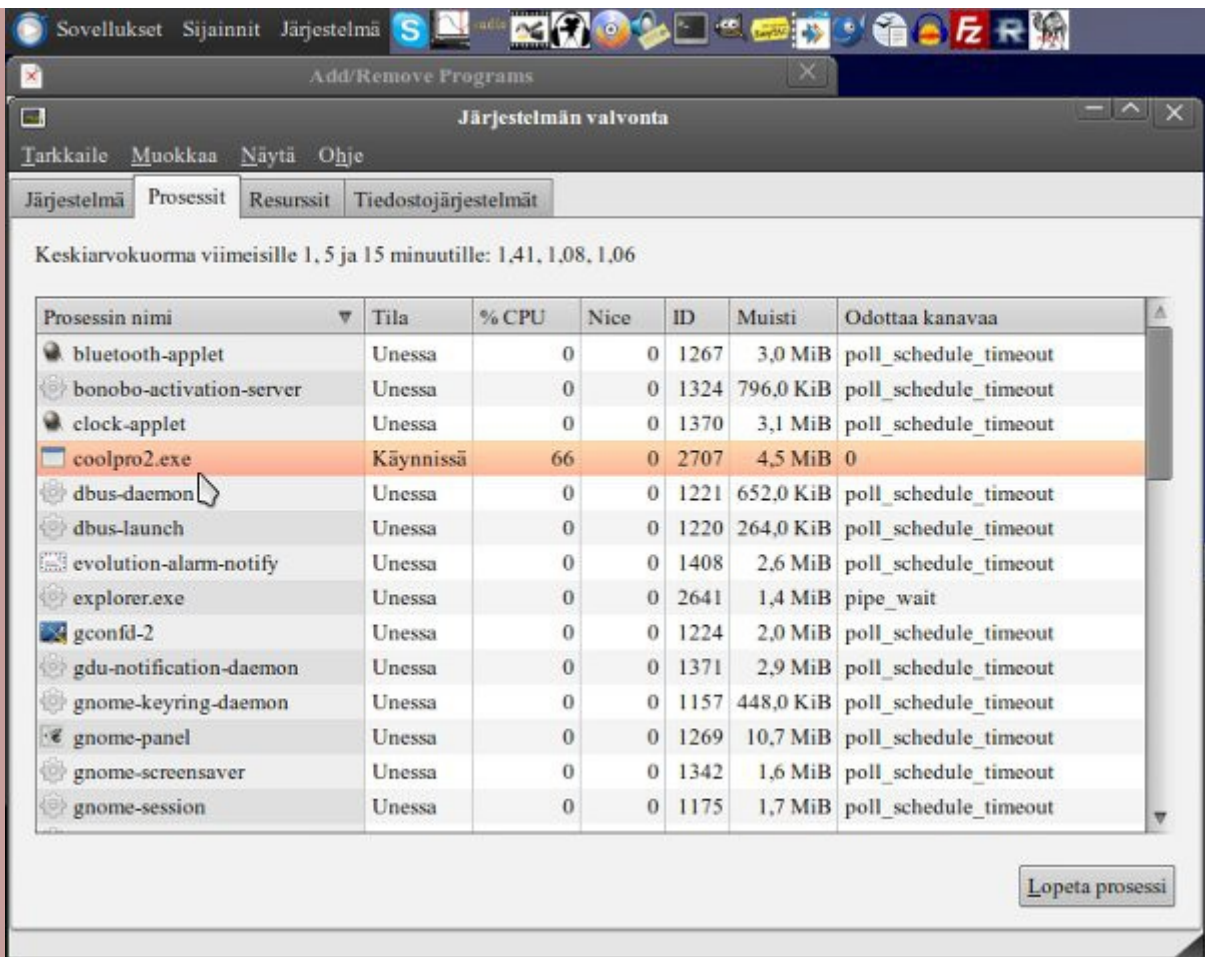 Sovellukset Sijainnit Järjestelmä
Add/Remove Programs
Järjestelmän valvonta
Tarkkaile Muokkaa Näytä Ohje
Järjestelmä Prosessit Resurssit Tiedostojärjestelmät
Keskiarvokuorma viimeisille 1, 5 ja 15 minuutille: 1,41, 1,08, 1,06
Prosessin nimi Tila % CPU Nice ID Muisti Odottaa kanavaa
bluetooth-applet Unessa 0 0 1267 3,0 MiB poll_schedule_timeout
bonobo-activation-server Unessa 0 0 1324 796,0 KiB poll_schedule_timeout
clock-applet Unessa 0 0 1370 3,1 MiB poll_schedule_timeout
coolpro2.exe Käynnissä 66 0 2707 4,5 MiB 0
dbus-daemon Unessa 0 0 1221 652,0 KiB poll_schedule_timeout
dbus-launch Unessa 0 0 1220 264,0 KiB poll_schedule_timeout
evolution-alarm-notify Unessa 0 0 1408 2,6 MiB poll_schedule_timeout
explorer.exe Unessa 0 0 2641 1,4 MiB pipe_wait
gconfd-2 Unessa 0 0 1224 2,0 MiB poll_schedule_timeout
gdu-notification-daemon Unessa 0 0 1371 2,9 MiB poll_schedule_timeout
gnome-keyring-daemon Unessa 0 0 1157 448,0 KiB poll_schedule_timeout
gnome-panel Unessa 0 0 1269 10,7 MiB poll_schedule_timeout
gnome-screensaver Unessa 0 0 1342 1,6 MiB poll_schedule_timeout
gnome-session Unessa 0 0 1175 1,7 MiB poll_schedule_timeout
Lopeta prosessi